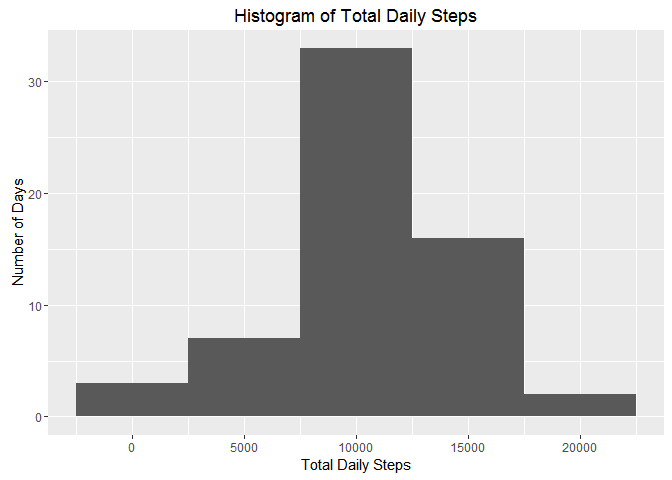 Histogram of Total Daily Steps
Number of Days
30
20
10
0
0 5000 10000 15000 20000
Total Daily Steps